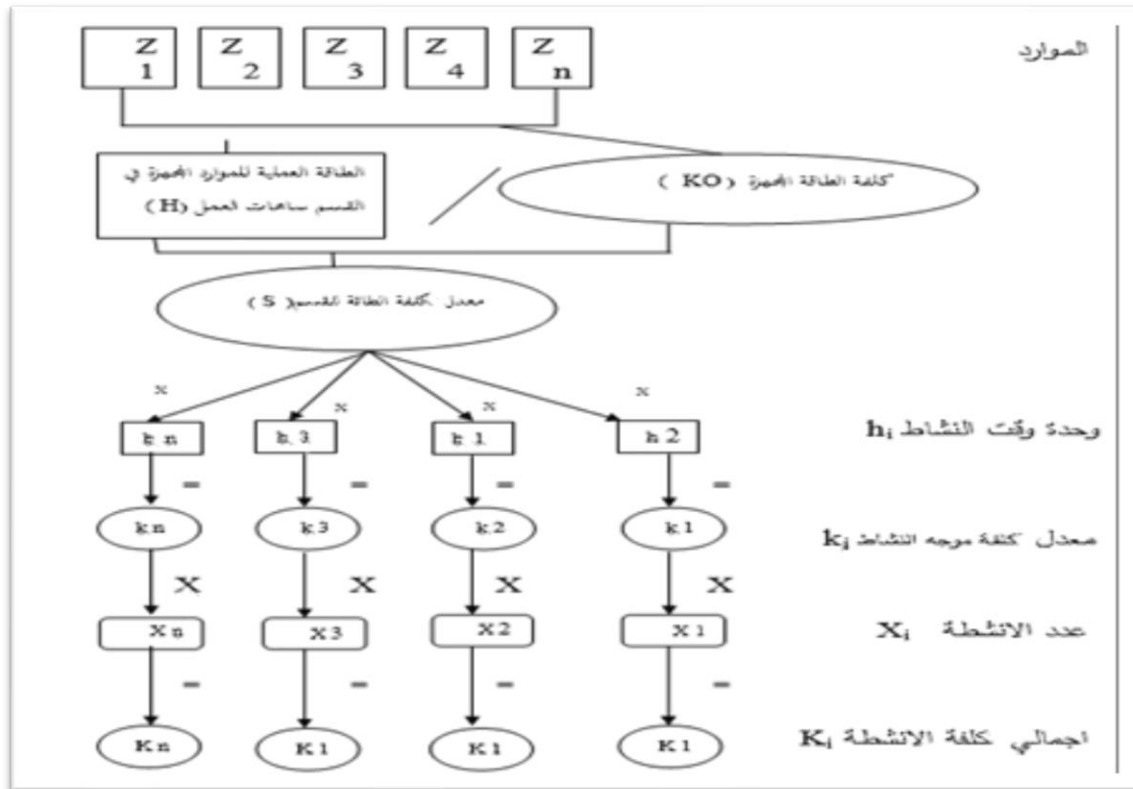 الموارد
Z 1 Z 2 Z 3 Z 4 Z n
الطاقة العملية للموارد المجهزة في
القسم ساعات العمل (H)
كلفة الطاقة المجهزة (KO)
معدل كلفة الطاقة للقسم (S)
x x x x
h n h 3 h 1 h 2
وحدة وقت النشاط hi
= = = =
kn k3 k2 k1
معدل كلفة موجه النشاط ki
X X X X
Xn X3 X2 X1
عدد الانشطة Xi
= = = =
Kn K1 K1 K1
اجمالي كلفة الانشطة Ki